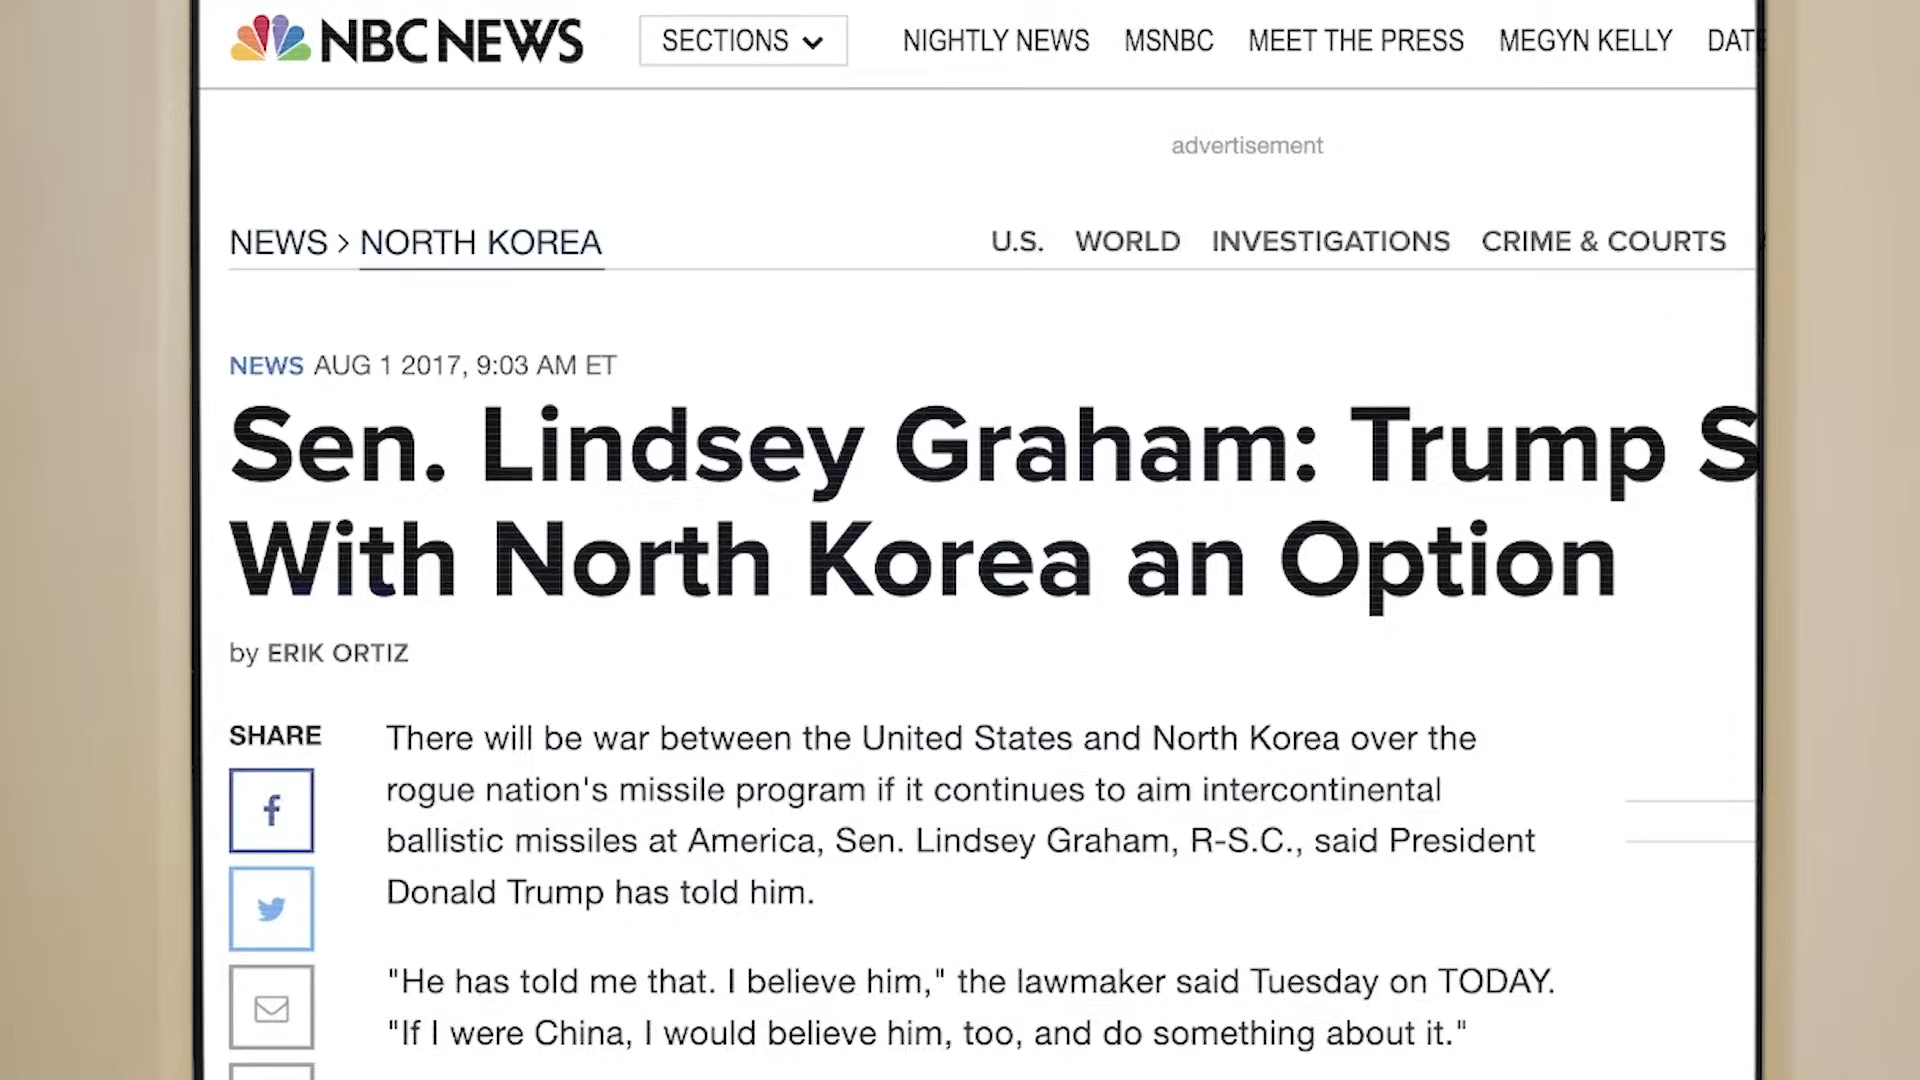 NBC NEWS SECTIONS NIGHTLY NEWS MSNBC MEET THE PRESS MEGYN KELLY
advertisement
NEWS > NORTH KOREA U.S. WORLD INVESTIGATIONS CRIME & COURTS
NEWS AUG 1 2017, 9:03 AM ET
Sen. Lindsey Graham: Trump S
With North Korea an Option
by ERIK ORTIZ
SHARE
There will be war between the United States and North Korea over the
rogue nation's missile program if it continues to aim intercontinental
ballistic missiles at America, Sen. Lindsey Graham, R-S.C., said President
Donald Trump has told him.
"He has told me that. I believe him," the lawmaker said Tuesday on TODAY.
"If I were China, I would believe him, too, and do something about it."